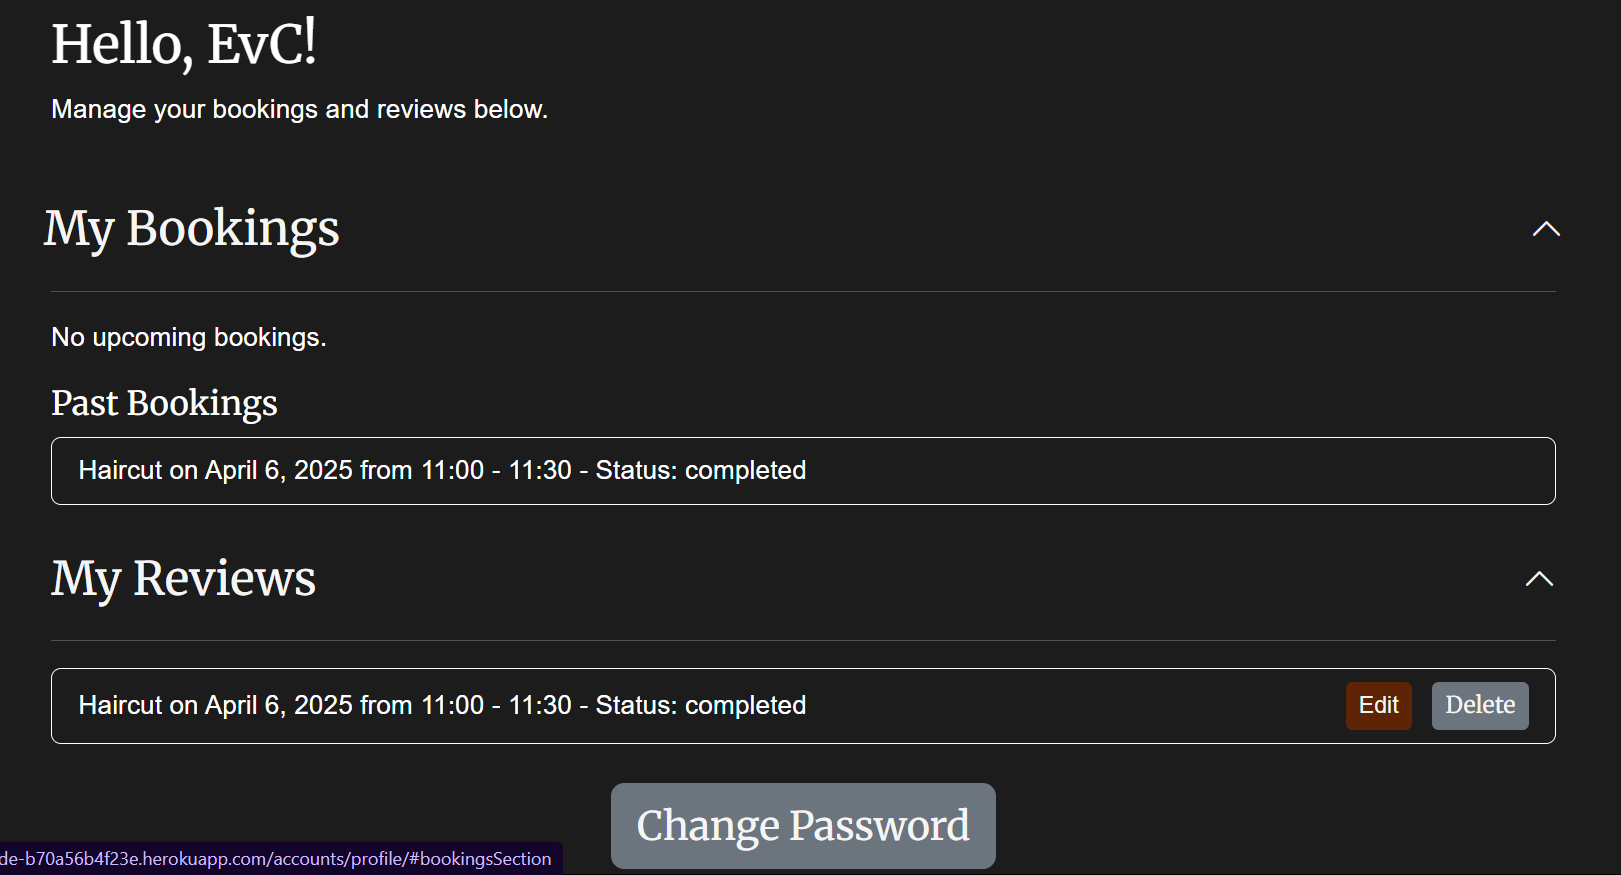 Hello, EvC!
Manage your bookings and reviews below.
My Bookings
No upcoming bookings.
Past Bookings
Haircut on April 6, 2025 from 11:00 - 11:30 - Status: completed
My Reviews
Haircut on April 6, 2025 from 11:00 - 11:30 - Status: completed
Edit
Delete
Change Password
de-b70a56b4f23e.herokuapp.com/accounts/profile/#bookingsSection